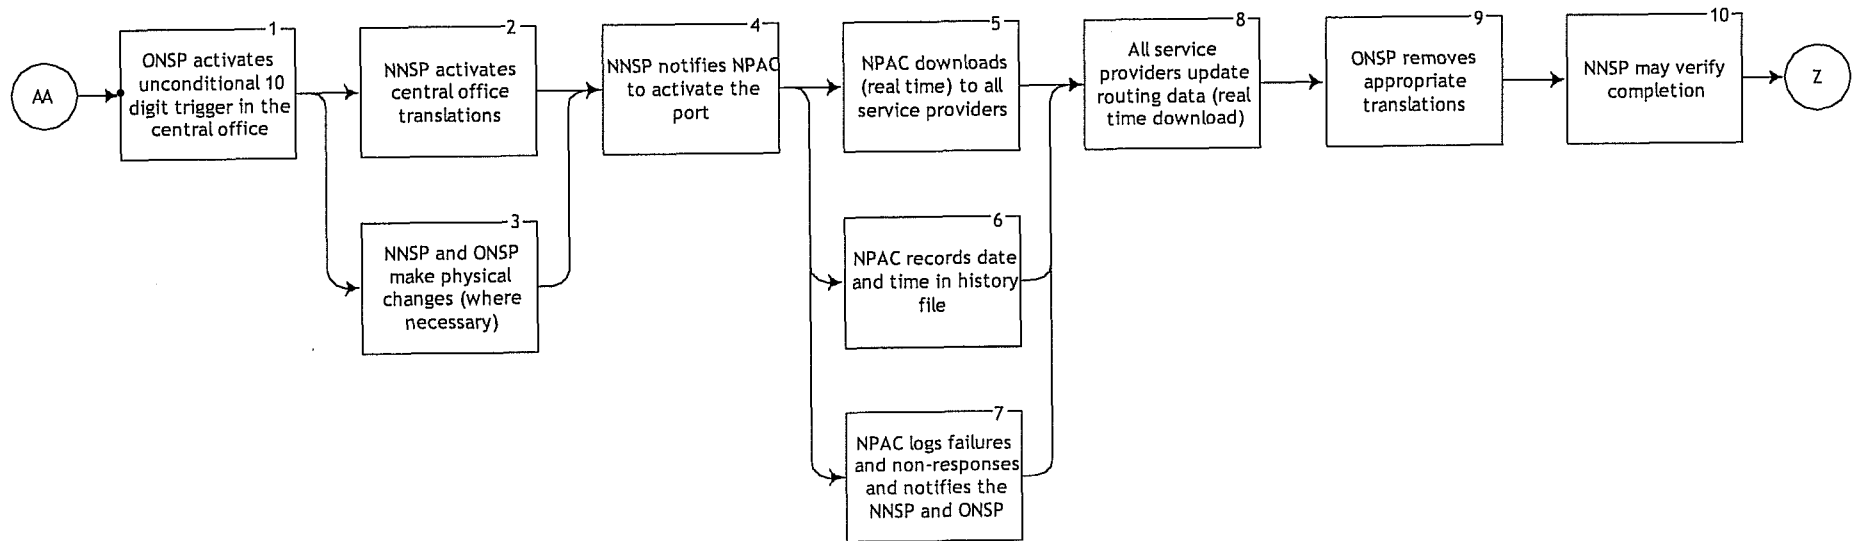 AA
1
ONSP activates
unconditional 10
digit trigger in the
central office
2
NNSP activates
central office
translations
3
NNSP and ONSP
make physical
changes (where
necessary)
4
NNSP notifies NPAC
to activate the
port
5
NPAC downloads
(real time) to all
service providers
6
NPAC records date
and time in history
file
7
NPAC logs failures
and non-responses
and notifies the
NNSP and ONSP
8
All service
providers update
routing data (real
time download)
9
ONSP removes
appropriate
translations
10
NNSP may verify
completion
Z